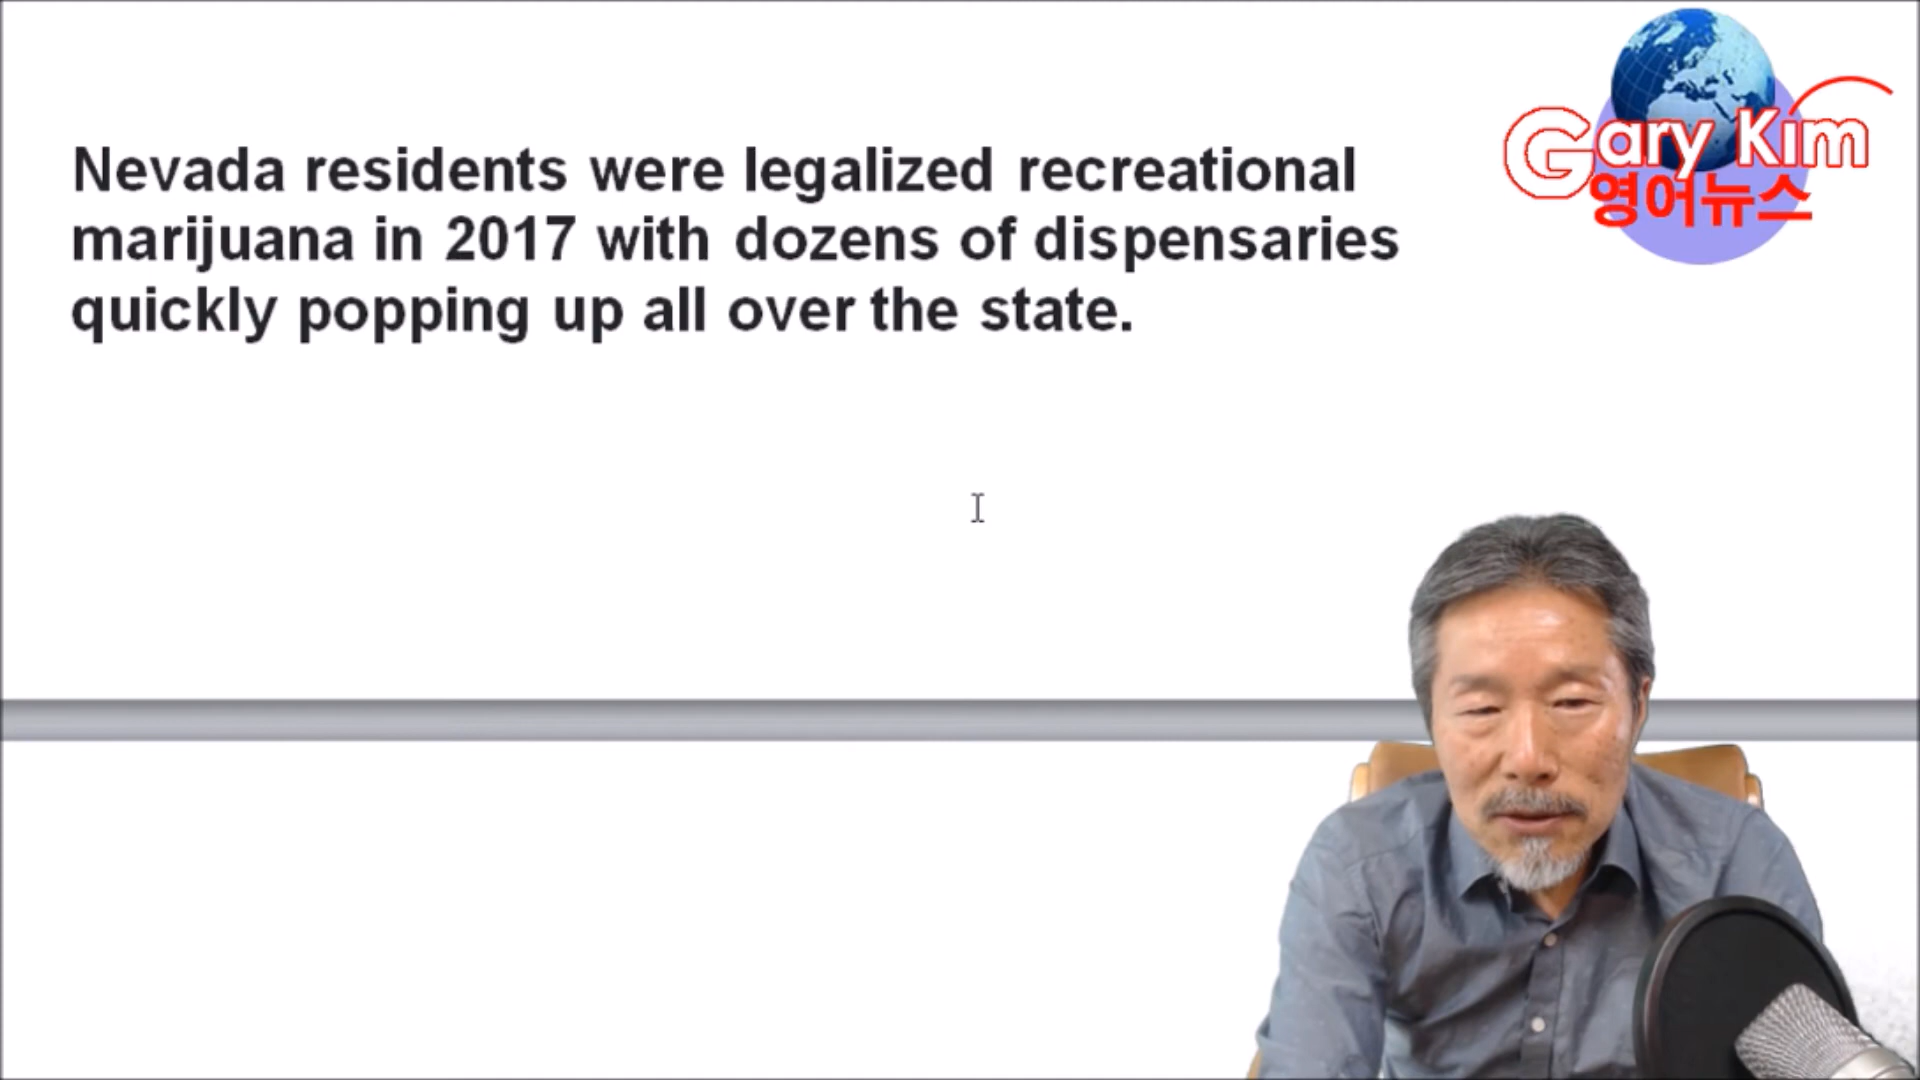 Nevada residents were legalized recreational
marijuana in 2017 with dozens of dispensaries
quickly popping up all over the state.
Gary Kim
영어뉴스